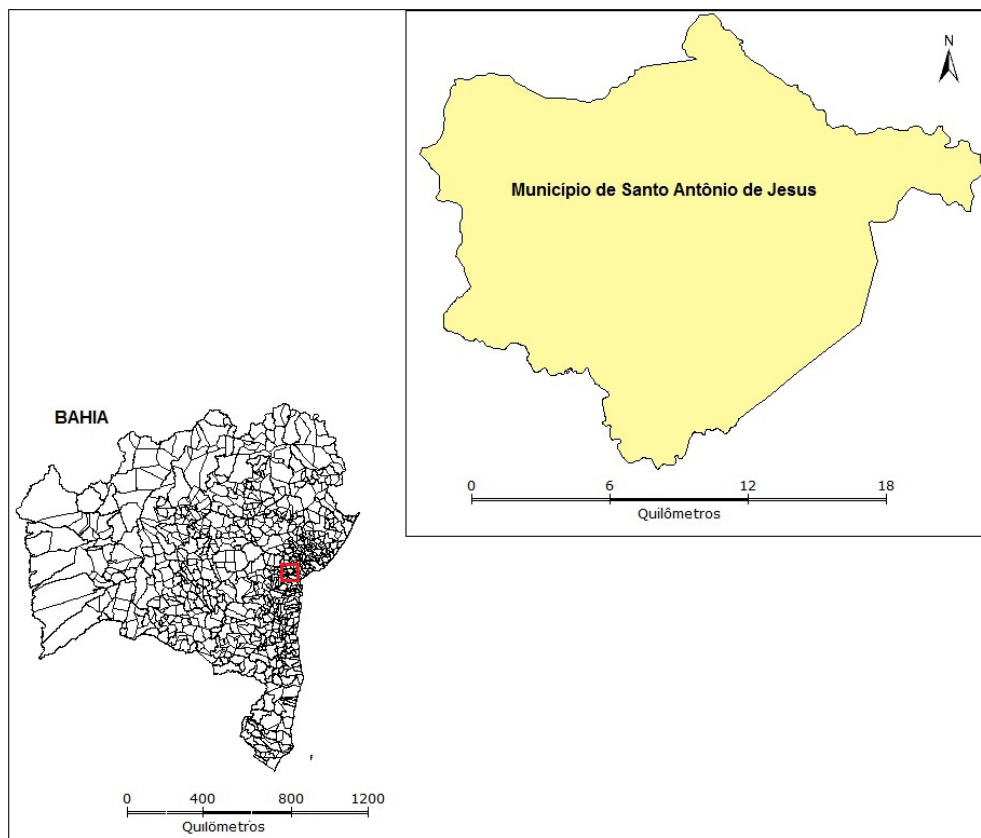 N
Município de Santo Antônio de Jesus
0 6 12 18
Quilômetros
BAHIA
0 400 800 1200
Quilômetros